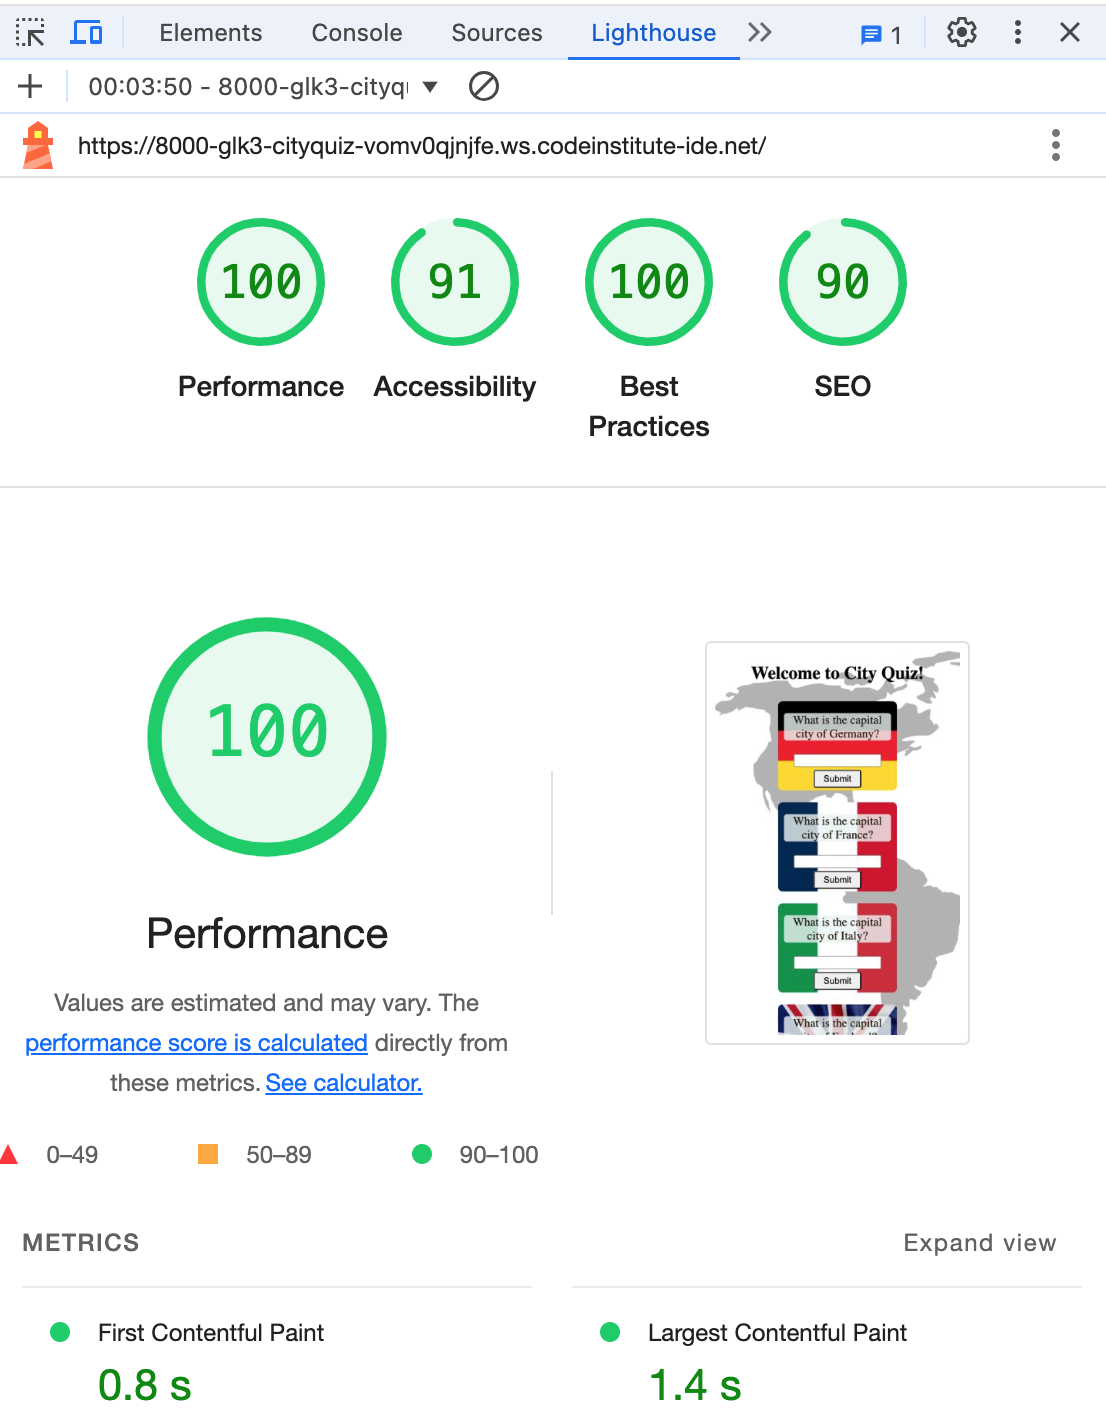 Elements Console Sources Lighthouse 1
00:03:50 - 8000-glk3-cityq
https://8000-glk3-cityquiz-vomv0qjnjfe.ws.codeinstitute-ide.net/
100 91 100 90
Performance Accessibility Best Practices SEO
100
Performance
Values are estimated and may vary. The
performance score is calculated directly from
these metrics. See calculator.
0–49 50–89 90–100
Welcome to City Quiz!
What is the capital
city of Germany?
Submit
What is the capital
city of France?
Submit
What is the capital
city of Italy?
Submit
What is the capital
METRICS Expand view
First Contentful Paint
0.8 s
Largest Contentful Paint
1.4 s